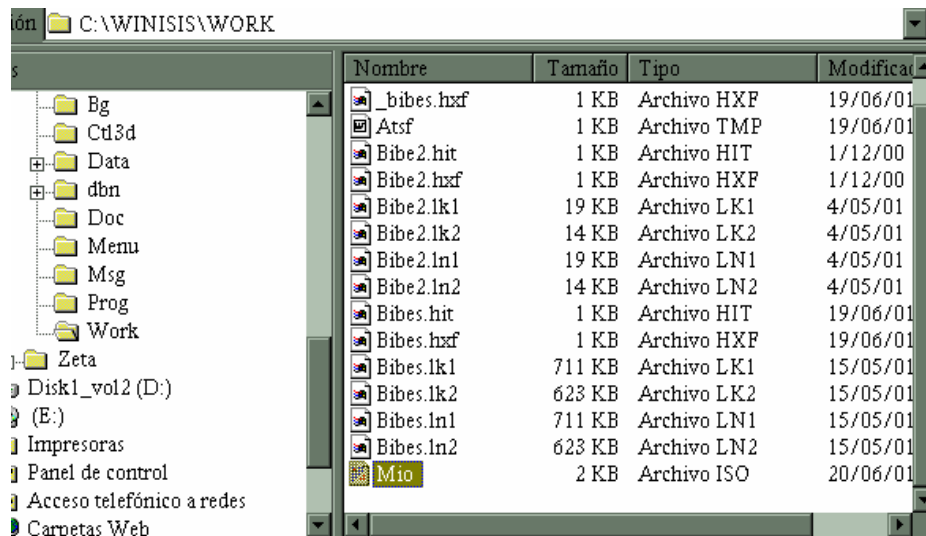 ión C:\WINISIS\WORK
s
Bg
Ctl3d
Data
dbn
Doc
Menu
Msg
Prog
Work
Zeta
Disk1_vol2 (D:)
(E:)
Impresoras
Panel de control
Acceso telefónico a redes
Carpetas Web
Nombre Tamaño Tipo Modificac
_bibes.hxf 1 KB Archivo HXF 19/06/01
Atsf 1 KB Archivo TMP 19/06/01
Bibe2.hit 1 KB Archivo HIT 1/12/00
Bibe2.hxf 1 KB Archivo HXF 1/12/00
Bibe2.lk1 19 KB Archivo LK1 4/05/01
Bibe2.lk2 14 KB Archivo LK2 4/05/01
Bibe2.ln1 19 KB Archivo LN1 4/05/01
Bibe2.ln2 14 KB Archivo LN2 4/05/01
Bibes.hit 1 KB Archivo HIT 19/06/01
Bibes.hxf 1 KB Archivo HXF 19/06/01
Bibes.lk1 711 KB Archivo LK1 15/05/01
Bibes.lk2 623 KB Archivo LK2 15/05/01
Bibes.ln1 711 KB Archivo LN1 15/05/01
Bibes.ln2 623 KB Archivo LN2 15/05/01
Mio 2 KB Archivo ISO 20/06/01